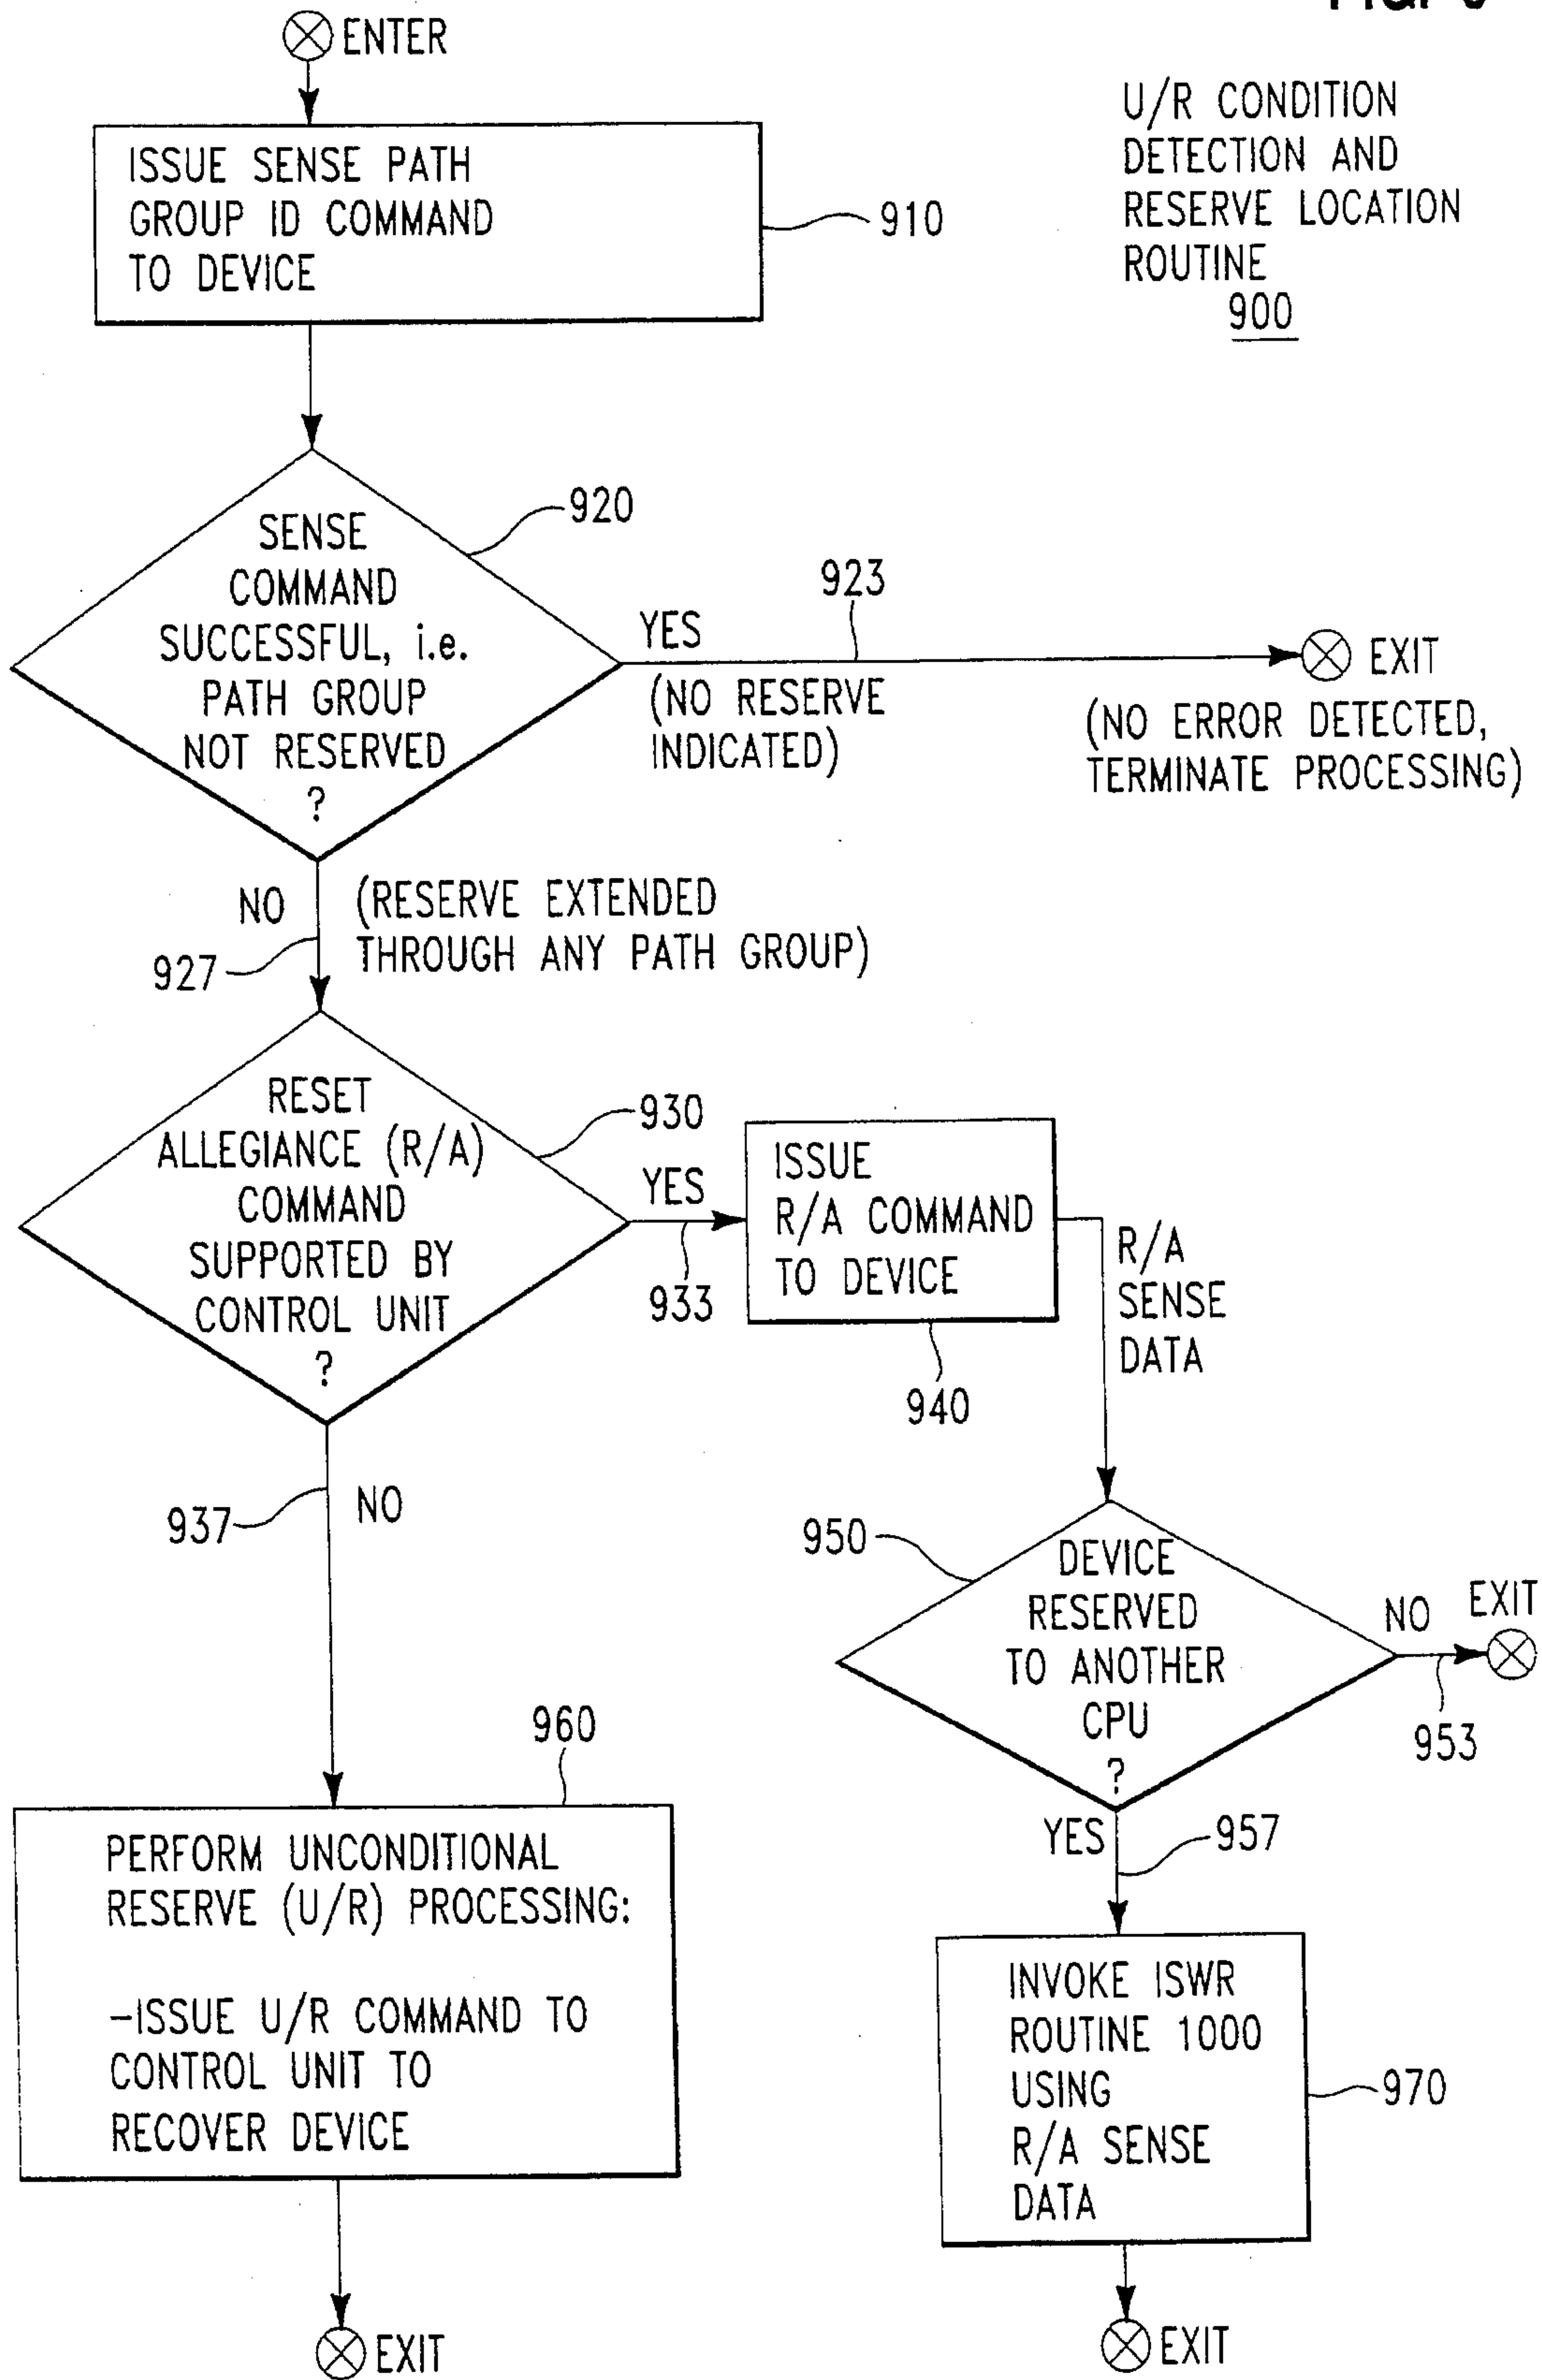 ENTER
U/R CONDITION
DETECTION AND
RESERVE LOCATION
ROUTINE
900
ISSUE SENSE PATH
GROUP ID COMMAND
TO DEVICE
910
920
SENSE
COMMAND
SUCCESSFUL, i.e.
PATH GROUP
NOT RESERVED
?
923
YES
(NO RESERVE
INDICATED)
EXIT
(NO ERROR DETECTED,
TERMINATE PROCESSING)
NO
(RESERVE EXTENDED
THROUGH ANY PATH GROUP)
927
RESET
ALLEGIANCE (R/A)
COMMAND
SUPPORTED BY
CONTROL UNIT
?
930
YES
933
ISSUE
R/A COMMAND
TO DEVICE
940
R/A
SENSE
DATA
937
NO
950
DEVICE
RESERVED
TO ANOTHER
CPU
?
NO
EXIT
953
YES
957
960
PERFORM UNCONDITIONAL
RESERVE (U/R) PROCESSING:
-ISSUE U/R COMMAND TO
CONTROL UNIT TO
RECOVER DEVICE
EXIT
INVOKE ISWR
ROUTINE 1000
USING
R/A SENSE
DATA
970
EXIT